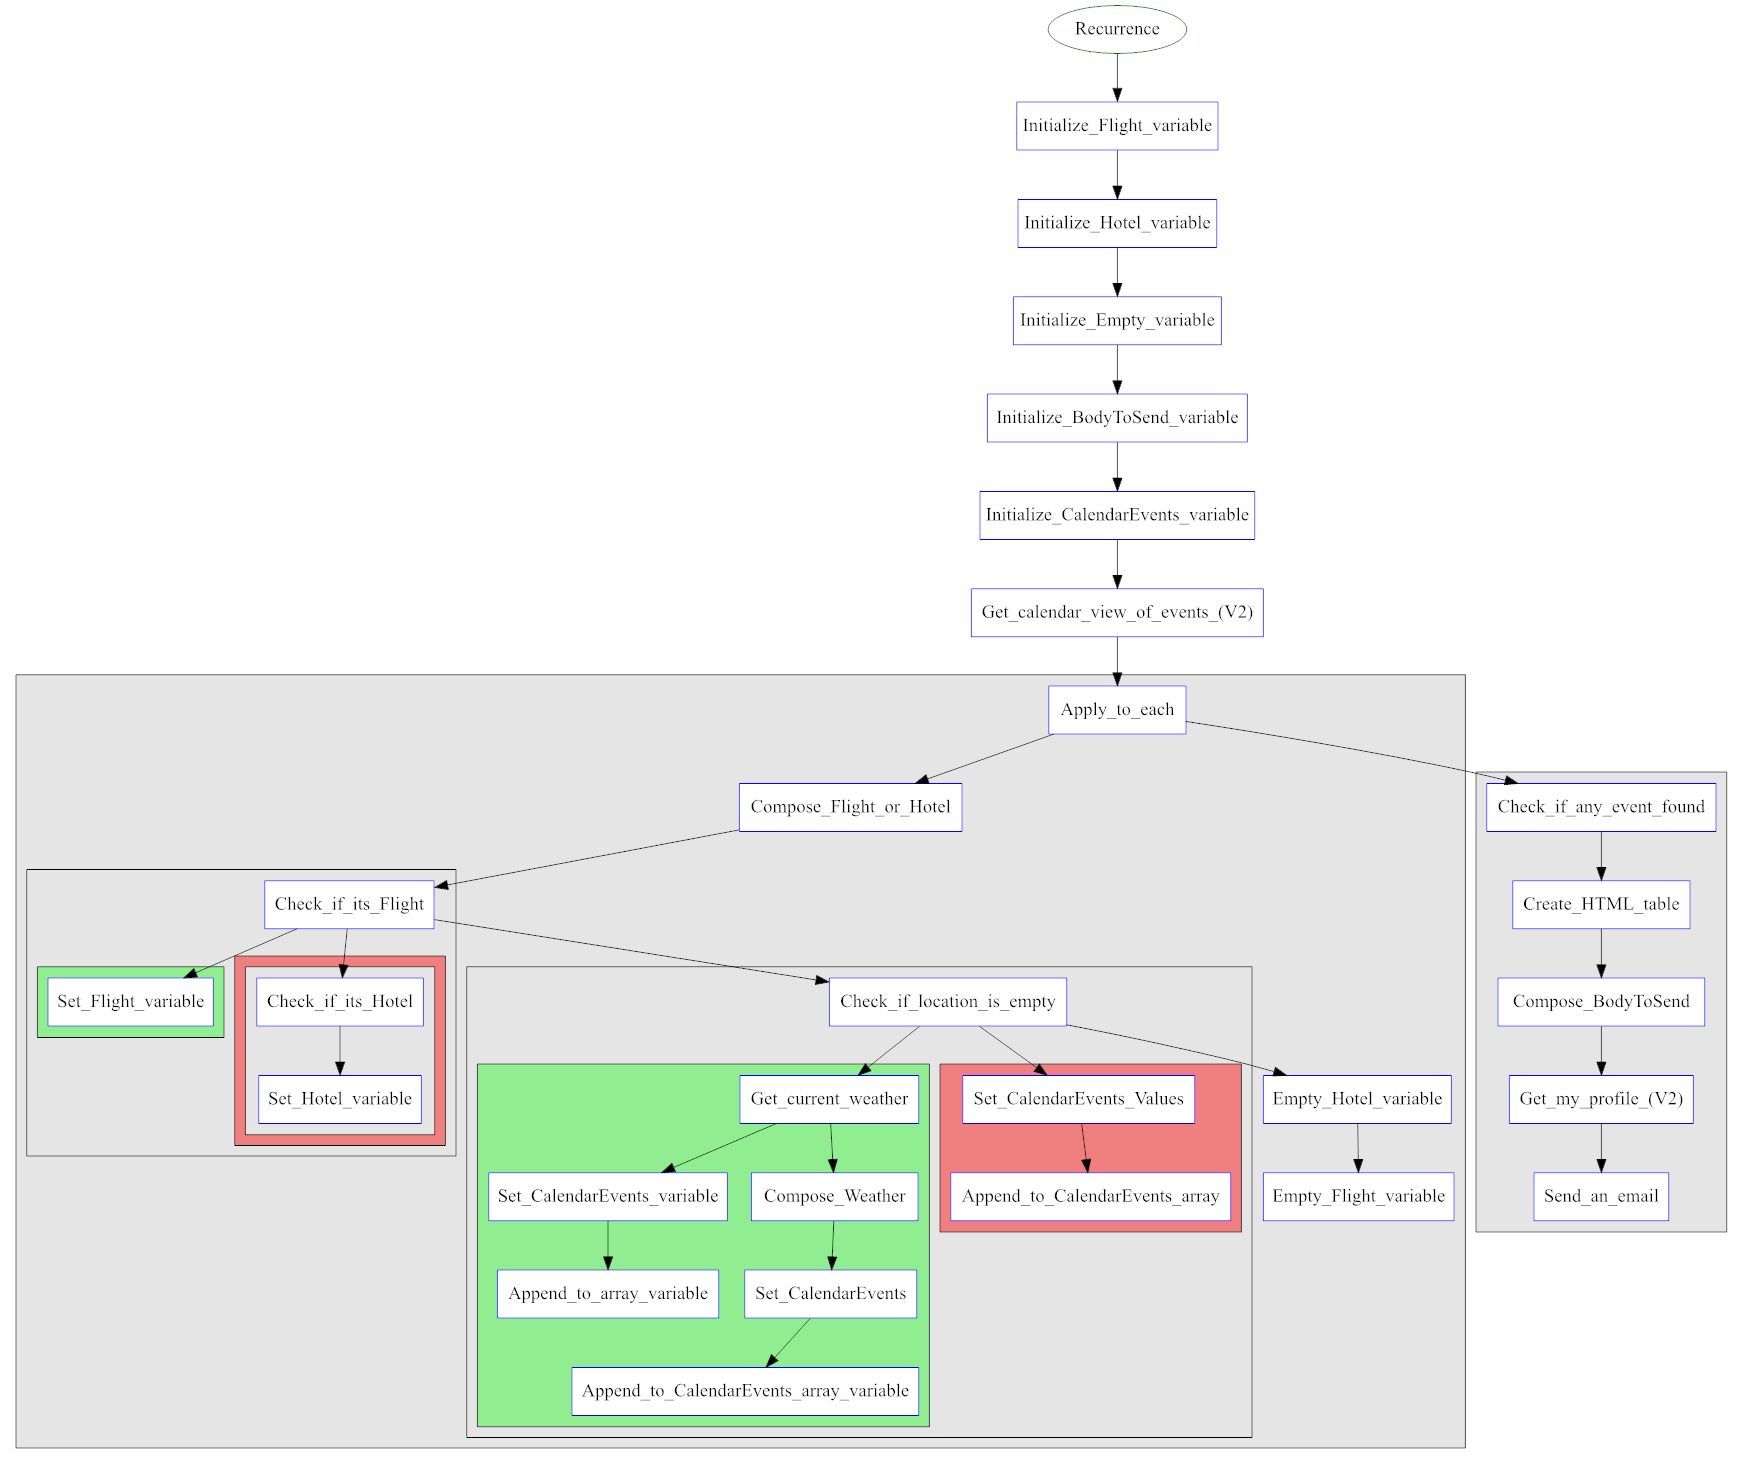 Recurrence
Initialize_Flight_variable
Initialize_Hotel_variable
Initialize_Empty_variable
Initialize_BodyToSend_variable
Initialize_CalendarEvents_variable
Get_calendar_view_of_events_(V2)
Apply_to_each
Compose_Flight_or_Hotel
Check_if_any_event_found
Check_if_its_Flight
Create_HTML_table
Set_Flight_variable
Check_if_its_Hotel
Check_if_location_is_empty
Compose_BodyToSend
Set_Hotel_variable
Get_current_weather
Set_CalendarEvents_Values
Empty_Hotel_variable
Get_my_profile_(V2)
Set_CalendarEvents_variable
Compose_Weather
Append_to_CalendarEvents_array
Empty_Flight_variable
Send_an_email
Append_to_array_variable
Set_CalendarEvents
Append_to_CalendarEvents_array_variable